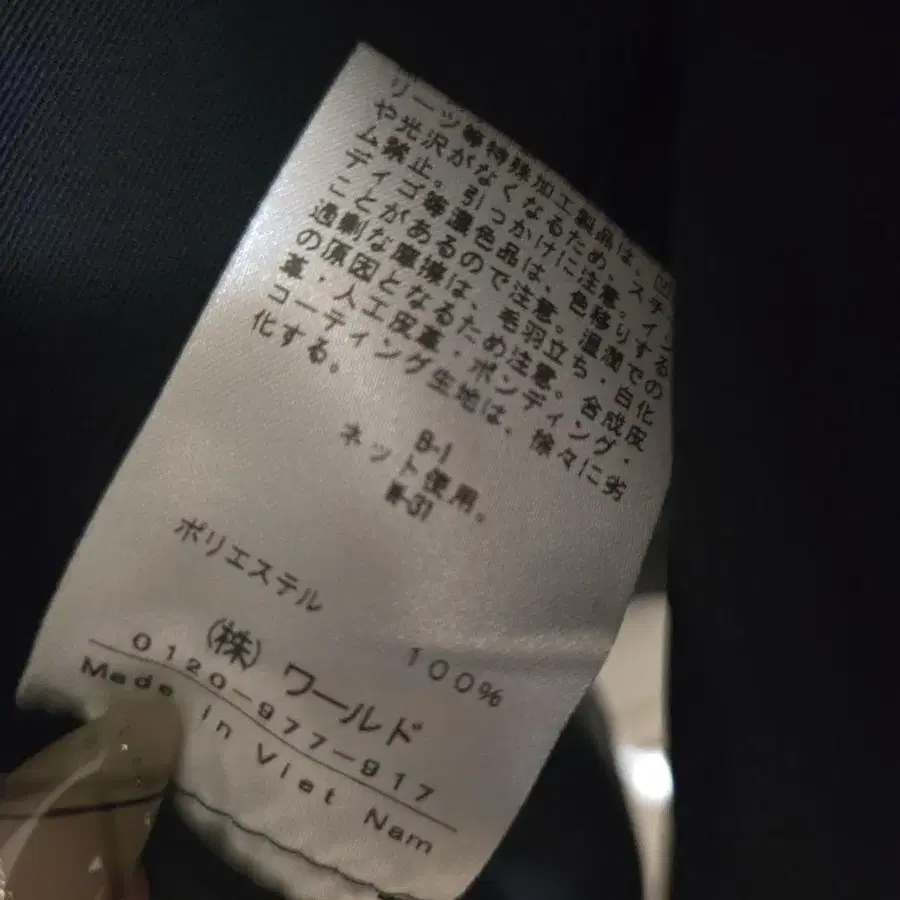 リーツ等特殊加工製品は、凹
や光沢がなくなるため、スチー
ム禁止。引っかけに注意。イン
ディゴ等濃色品は、色移りする
ことがあるので注意。湿潤での
過剰な摩擦は、毛羽立ち・白化
の原因となるため注意。合成皮
革・人工皮革・ボンディング・
コーティング生地は、徐々に劣
化する。
B-1
ネット使用。
W-31
ポリエステル 100%
(株)ワールド
0120-977-917
Made in Viet Nam